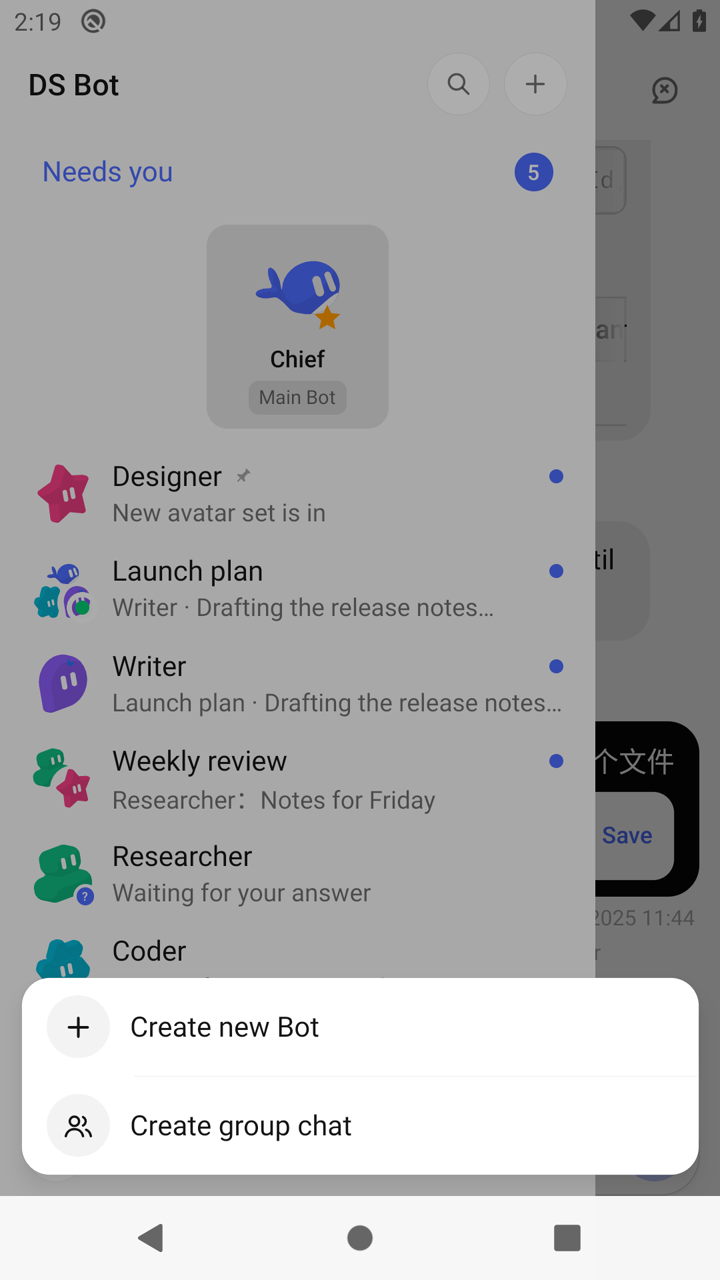 2:19
DS Bot
Needs you
5
Chief
Main Bot
Designer
New avatar set is in
Launch plan
Writer · Drafting the release notes…
Writer
Launch plan · Drafting the release notes…
Weekly review
Researcher：Notes for Friday
Researcher
Waiting for your answer
?
Coder
个文件
Save
2025 11:44
Create new Bot
Create group chat